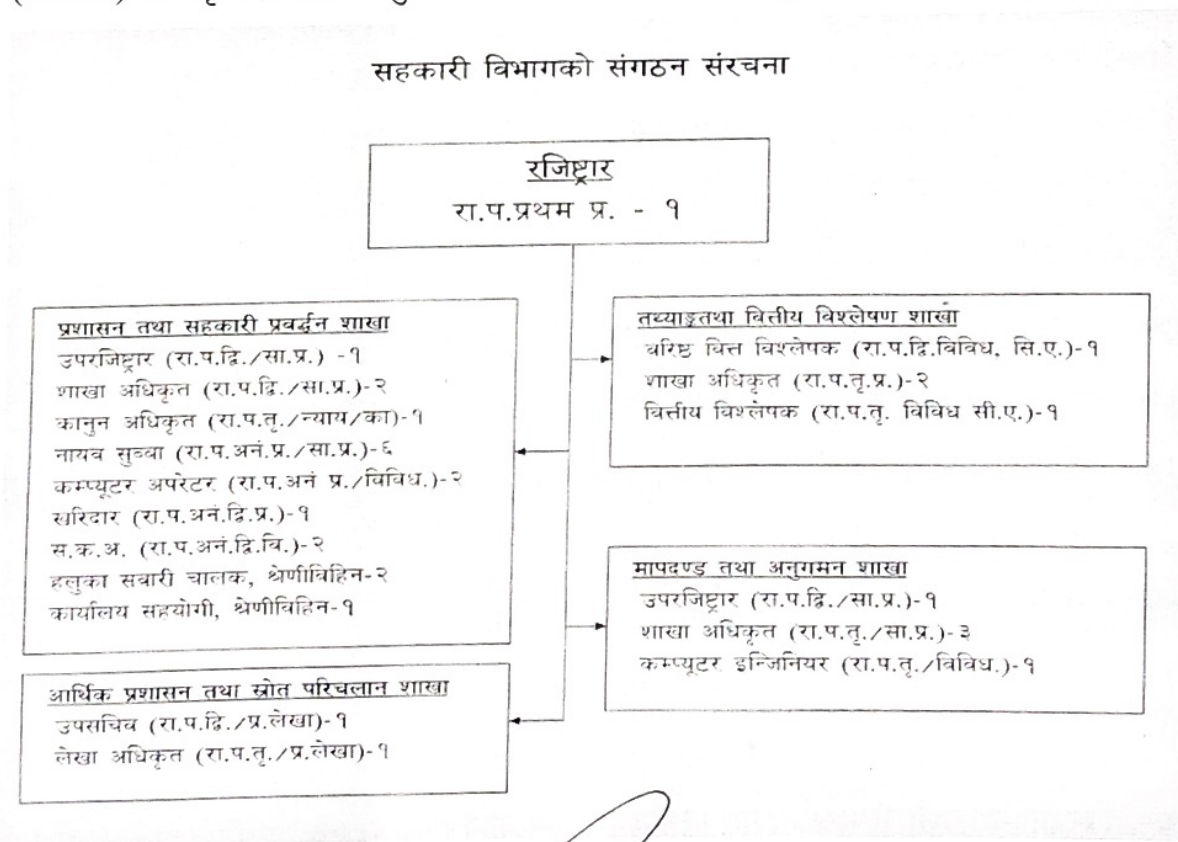 सहकारी विभागको संगठन संरचना
रजिष्ट्रार
रा.प.प्रथम प्र. - १
प्रशासन तथा सहकारी प्रवर्द्धन शाखा
उपरजिष्ट्रार (रा.प.द्वि./सा.प्र.) -१
शाखा अधिकृत (रा.प.द्वि./सा.प्र.)-२
कानुन अधिकृत (रा.प.तृ./न्याय/का)-१
नायव सुब्बा (रा.प.अनं.प्र./सा.प्र.)-६
कम्प्यूटर अपरेटर (रा.प.अनं प्र./विविध.)-२
खरिदार (रा.प.अनं.द्वि.प्र.)-१
स.क.अ. (रा.प.अनं.द्वि.वि.)-२
हलुका सवारी चालक, श्रेणीविहिन-२
कार्यालय सहयोगी, श्रेणीविहिन-१
आर्थिक प्रशासन तथा स्रोत परिचलान शाखा
उपसचिव (रा.प.द्वि./प्र.लेखा)-१
लेखा अधिकृत (रा.प.तृ./प्र.लेखा)-१
तथ्याङ्कतथा वित्तीय विश्लेषण शाखा
वरिष्ट वित्त विश्लेषक (रा.प.द्वि.विविध, सि.ए.)-१
शाखा अधिकृत (रा.प.तृ.प्र.)-२
वित्तीय विश्लेषक (रा.प.तृ. विविध सी.ए.)-१
मापदण्ड तथा अनुगमन शाखा
उपरजिष्ट्रार (रा.प.द्वि./सा.प्र.)-१
शाखा अधिकृत (रा.प.तृ./सा.प्र.)-३
कम्प्यूटर इन्जिनियर (रा.प.तृ./विविध.)-१